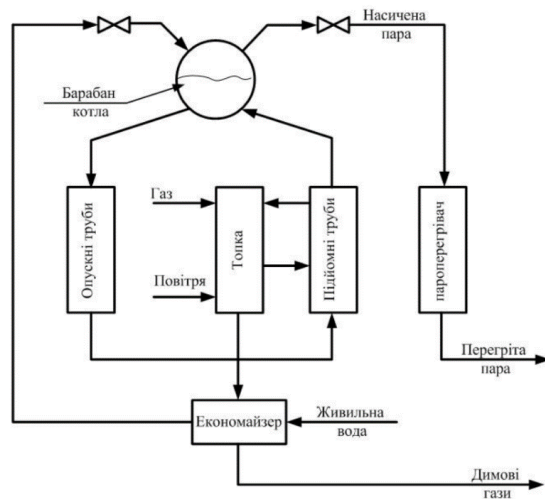 Насичена
пара
Барабан
котла
Опускні труби
Газ
Повітря
Топка
Підйомні труби
пароперегрівач
Перегріта
пара
Економайзер
Живильна
вода
Димові
гази